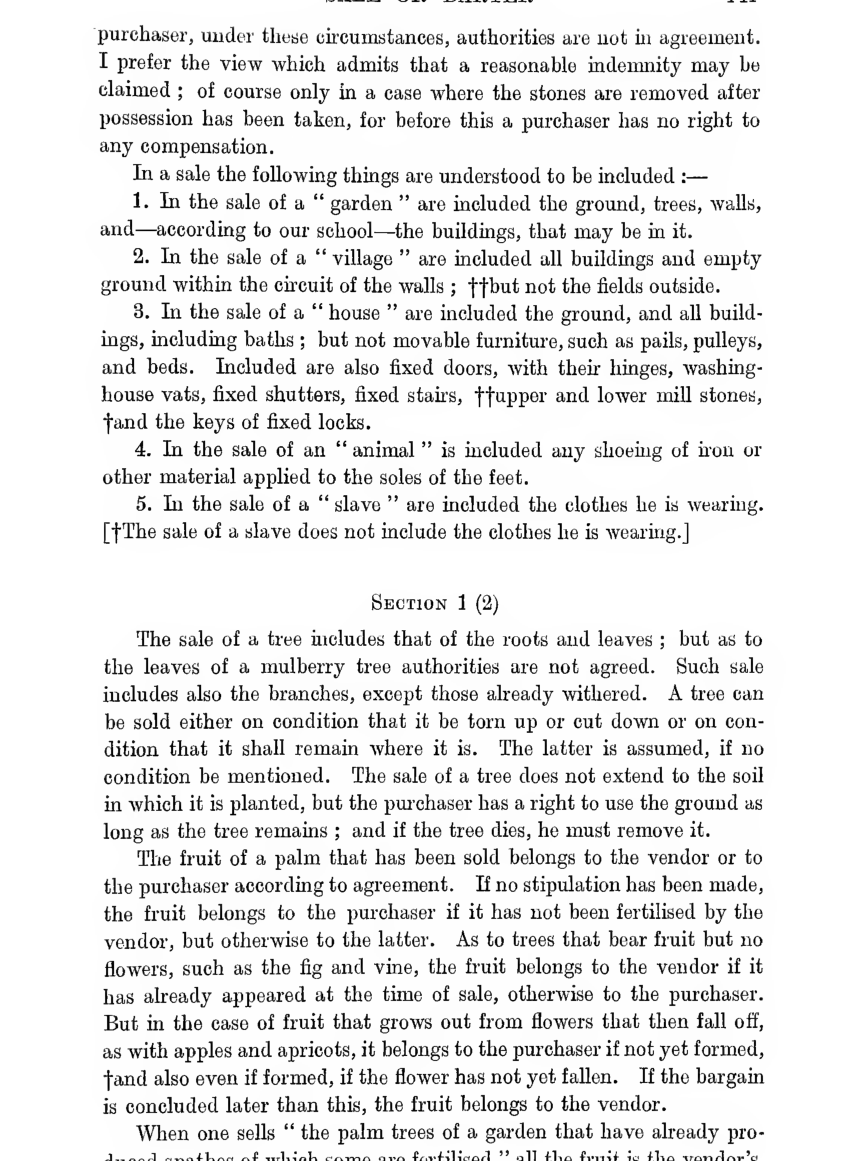 purchaser, under these circumstances, authorities are not in agreement.
I prefer the view which admits that a reasonable indemnity may be
claimed ; of course only in a case where the stones are removed after
possession has been taken, for before this a purchaser has no right to
any compensation.
In a sale the following things are understood to be included :—
1. In the sale of a “ garden ” are included the ground, trees, walls,
and—according to our school—the buildings, that may be in it.
2. In the sale of a “ village ” are included all buildings and empty
ground within the circuit of the walls ; ††but not the fields outside.
3. In the sale of a “ house ” are included the ground, and all build-
ings, including baths ; but not movable furniture, such as pails, pulleys,
and beds. Included are also fixed doors, with their hinges, washing-
house vats, fixed shutters, fixed stairs, ††upper and lower mill stones,
†and the keys of fixed locks.
4. In the sale of an “ animal ” is included any shoeing of iron or
other material applied to the soles of the feet.
5. In the sale of a “ slave ” are included the clothes he is wearing.
[†The sale of a slave does not include the clothes he is wearing.]
SECTION 1 (2)
The sale of a tree includes that of the roots and leaves ; but as to
the leaves of a mulberry tree authorities are not agreed. Such sale
includes also the branches, except those already withered. A tree can
be sold either on condition that it be torn up or cut down or on con-
dition that it shall remain where it is. The latter is assumed, if no
condition be mentioned. The sale of a tree does not extend to the soil
in which it is planted, but the purchaser has a right to use the ground as
long as the tree remains ; and if the tree dies, he must remove it.
The fruit of a palm that has been sold belongs to the vendor or to
the purchaser according to agreement. If no stipulation has been made,
the fruit belongs to the purchaser if it has not been fertilised by the
vendor, but otherwise to the latter. As to trees that bear fruit but no
flowers, such as the fig and vine, the fruit belongs to the vendor if it
has already appeared at the time of sale, otherwise to the purchaser.
But in the case of fruit that grows out from flowers that then fall off,
as with apples and apricots, it belongs to the purchaser if not yet formed,
†and also even if formed, if the flower has not yet fallen. If the bargain
is concluded later than this, the fruit belongs to the vendor.
When one sells “ the palm trees of a garden that have already pro-
duced spathes of which some are fertilised ” all the fruit is the vendor's